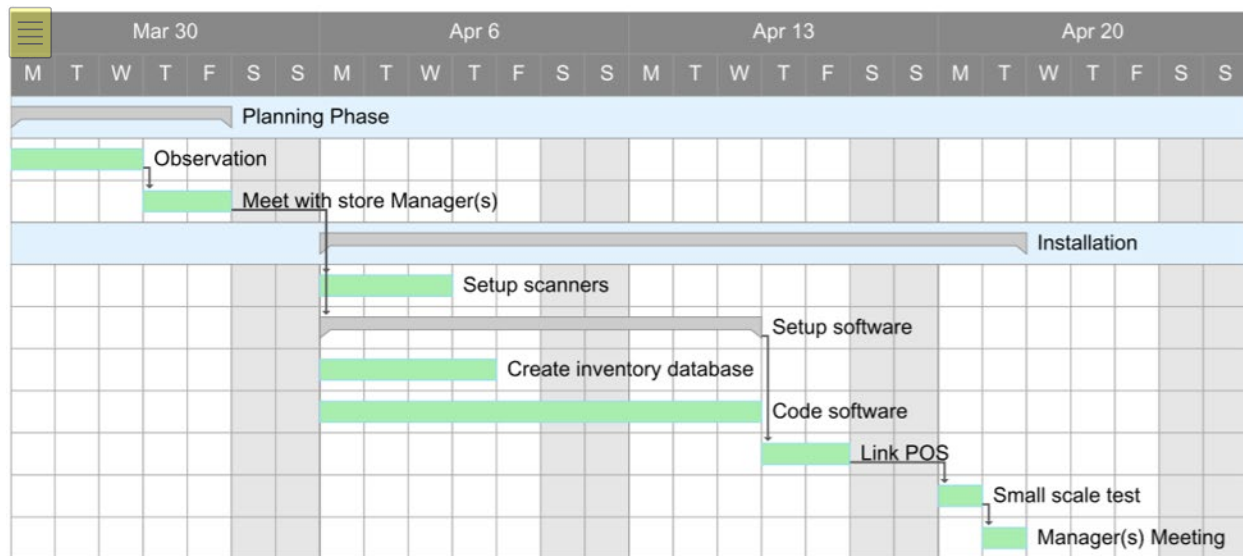 Mar 30 Apr 6 Apr 13 Apr 20
M T W T F S S M T W T F S S M T W T F S S M T W T F S S
Planning Phase
Observation
Meet with store Manager(s)
Installation
Setup scanners
Setup software
Create inventory database
Code software
Link POS
Small scale test
Manager(s) Meeting